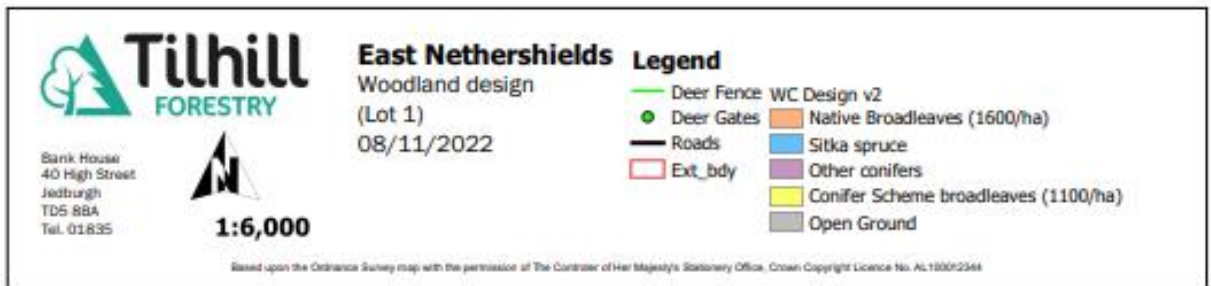 Tilhill
FORESTRY
Bank House
40 High Street
Jedburgh
TD5 8BA
Tel. 01835
N
1:6,000
East Nethershields
Woodland design
(Lot 1)
08/11/2022
Legend
Deer Fence
Deer Gates
Roads
Ext_bdy
WC Design v2
Native Broadleaves (1600/ha)
Sitka spruce
Other conifers
Conifer Scheme broadleaves (1100/ha)
Open Ground
Based upon the Ordnance Survey map with the permission of The Controller of Her Majesty's Stationery Office, Crown Copyright Licence No. AL100012344